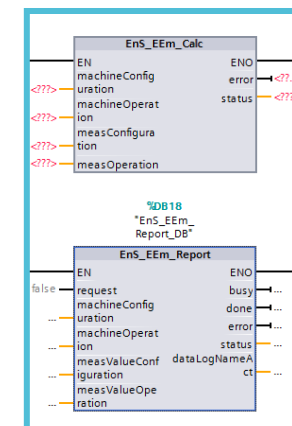 EnS_EEm_Calc
EN ENO
machineConfig error <??.
<???> uration status <???
machineOperat
<???> ion
measConfigura
<???> tion
<???> measOperation
%DB18
"EnS_EEm_
Report_DB"
EnS_EEm_Report
EN ENO
false request busy ...
machineConfig done ...
... uration error ...
machineOperat
... ion status ...
measValueConf dataLogNameA
... iguration ct ...
measValueOpe
... ration